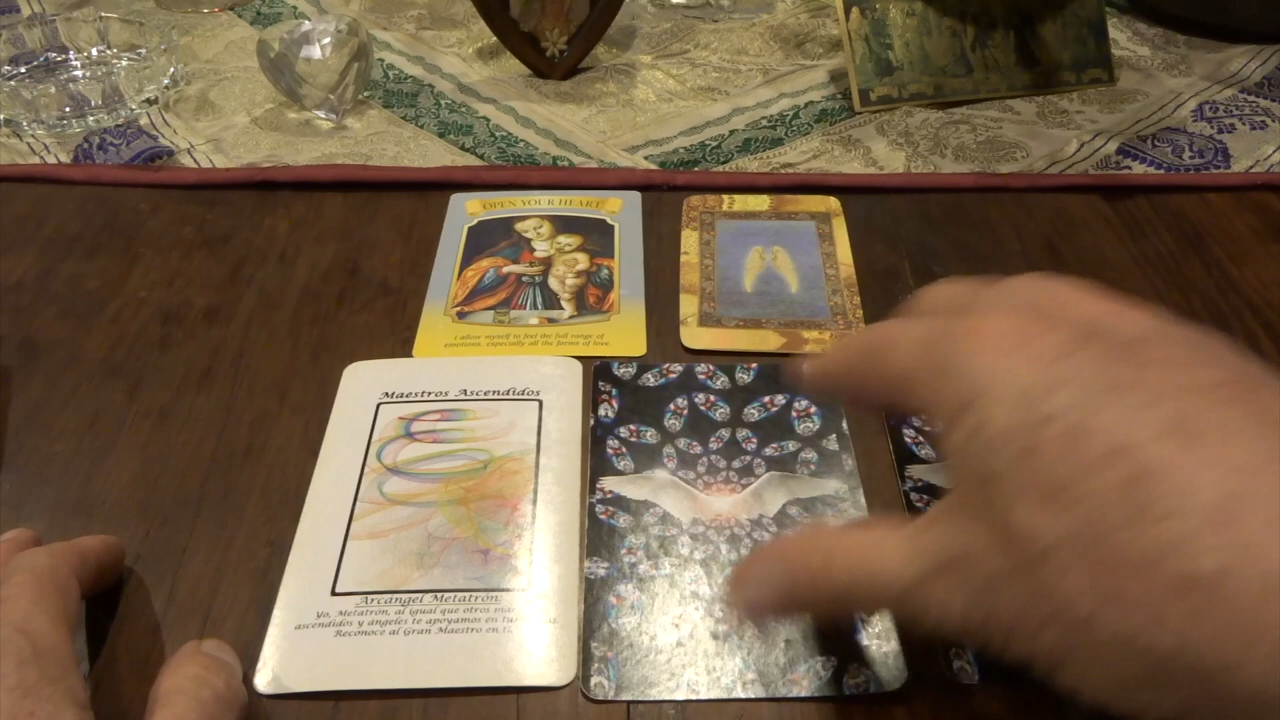 OPEN YOUR HEART
I allow myself to feel the full range of
emotions, especially all the forms of love.
Maestros Ascendidos
Arcángel Metatrón:
Yo, Metatrón, al igual que otros
ascendidos y ángeles te apoyamos en
Reconoce al Gran Maestro en